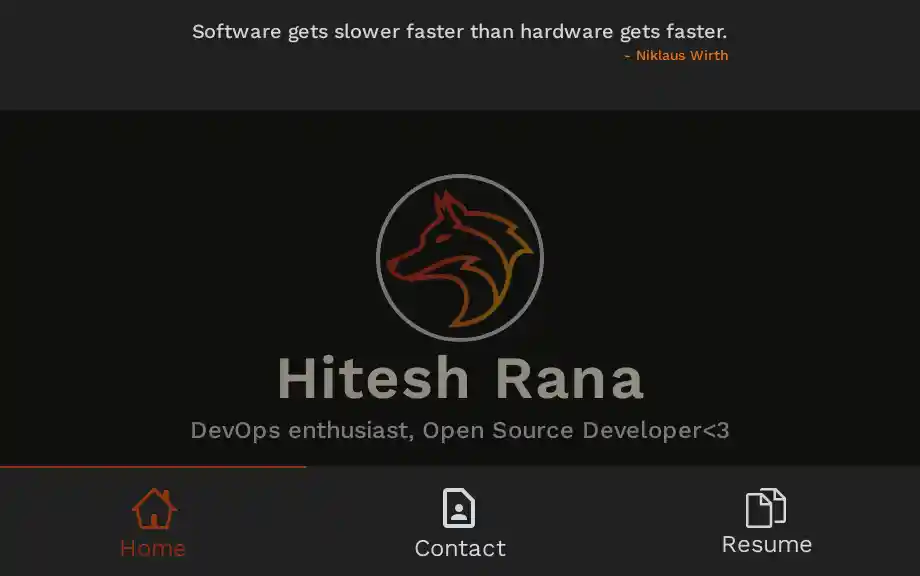 Software gets slower faster than hardware gets faster.
- Niklaus Wirth
Hitesh Rana
DevOps enthusiast, Open Source Developer<3
Home
Contact
Resume